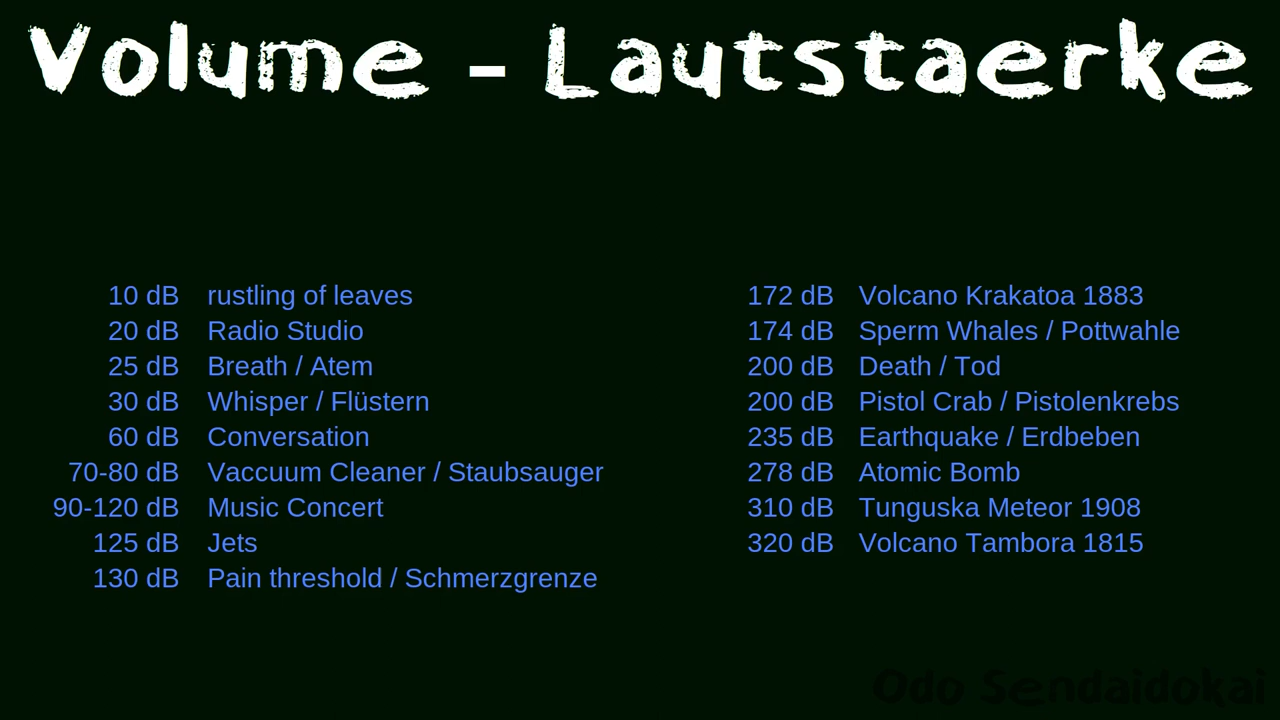 Volume - Lautstaerke
10 dB rustling of leaves
20 dB Radio Studio
25 dB Breath / Atem
30 dB Whisper / Flüstern
60 dB Conversation
70-80 dB Vaccuum Cleaner / Staubsauger
90-120 dB Music Concert
125 dB Jets
130 dB Pain threshold / Schmerzgrenze
172 dB Volcano Krakatoa 1883
174 dB Sperm Whales / Pottwahle
200 dB Death / Tod
200 dB Pistol Crab / Pistolenkrebs
235 dB Earthquake / Erdbeben
278 dB Atomic Bomb
310 dB Tunguska Meteor 1908
320 dB Volcano Tambora 1815
Odo Sendaidokai